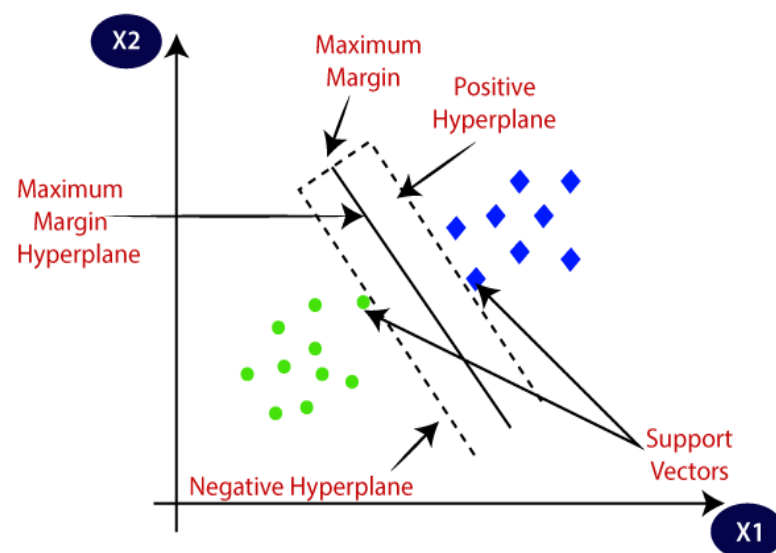 X2
Maximum
Margin
Positive
Hyperplane
Maximum
Margin
Hyperplane
Support
Vectors
Negative Hyperplane
X1